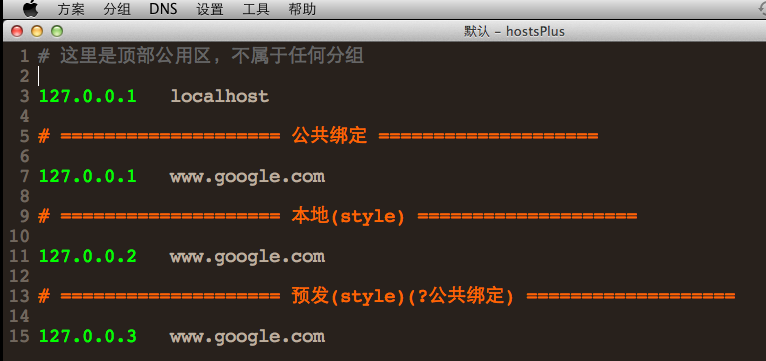 方案 分组 DNS 设置 工具 帮助
默认 – hostsPlus
1 # 这里是顶部公用区，不属于任何分组
2
3 127.0.0.1 localhost
4
5 # ==================== 公共绑定 ====================
6
7 127.0.0.1 www.google.com
8
9 # ==================== 本地(style) ====================
10
11 127.0.0.2 www.google.com
12
13 # ==================== 预发(style)(?公共绑定) ===================
14
15 127.0.0.3 www.google.com